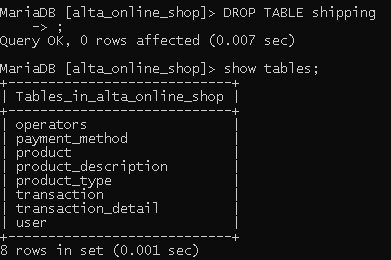 MariaDB [alta_online_shop]> DROP TABLE shipping
    -> ;
Query OK, 0 rows affected (0.007 sec)

MariaDB [alta_online_shop]> show tables;
+----------------------------+
| Tables_in_alta_online_shop |
+----------------------------+
| operators                  |
| payment_method             |
| product                    |
| product_description        |
| product_type               |
| transaction                |
| transaction_detail         |
| user                       |
+----------------------------+
8 rows in set (0.001 sec)